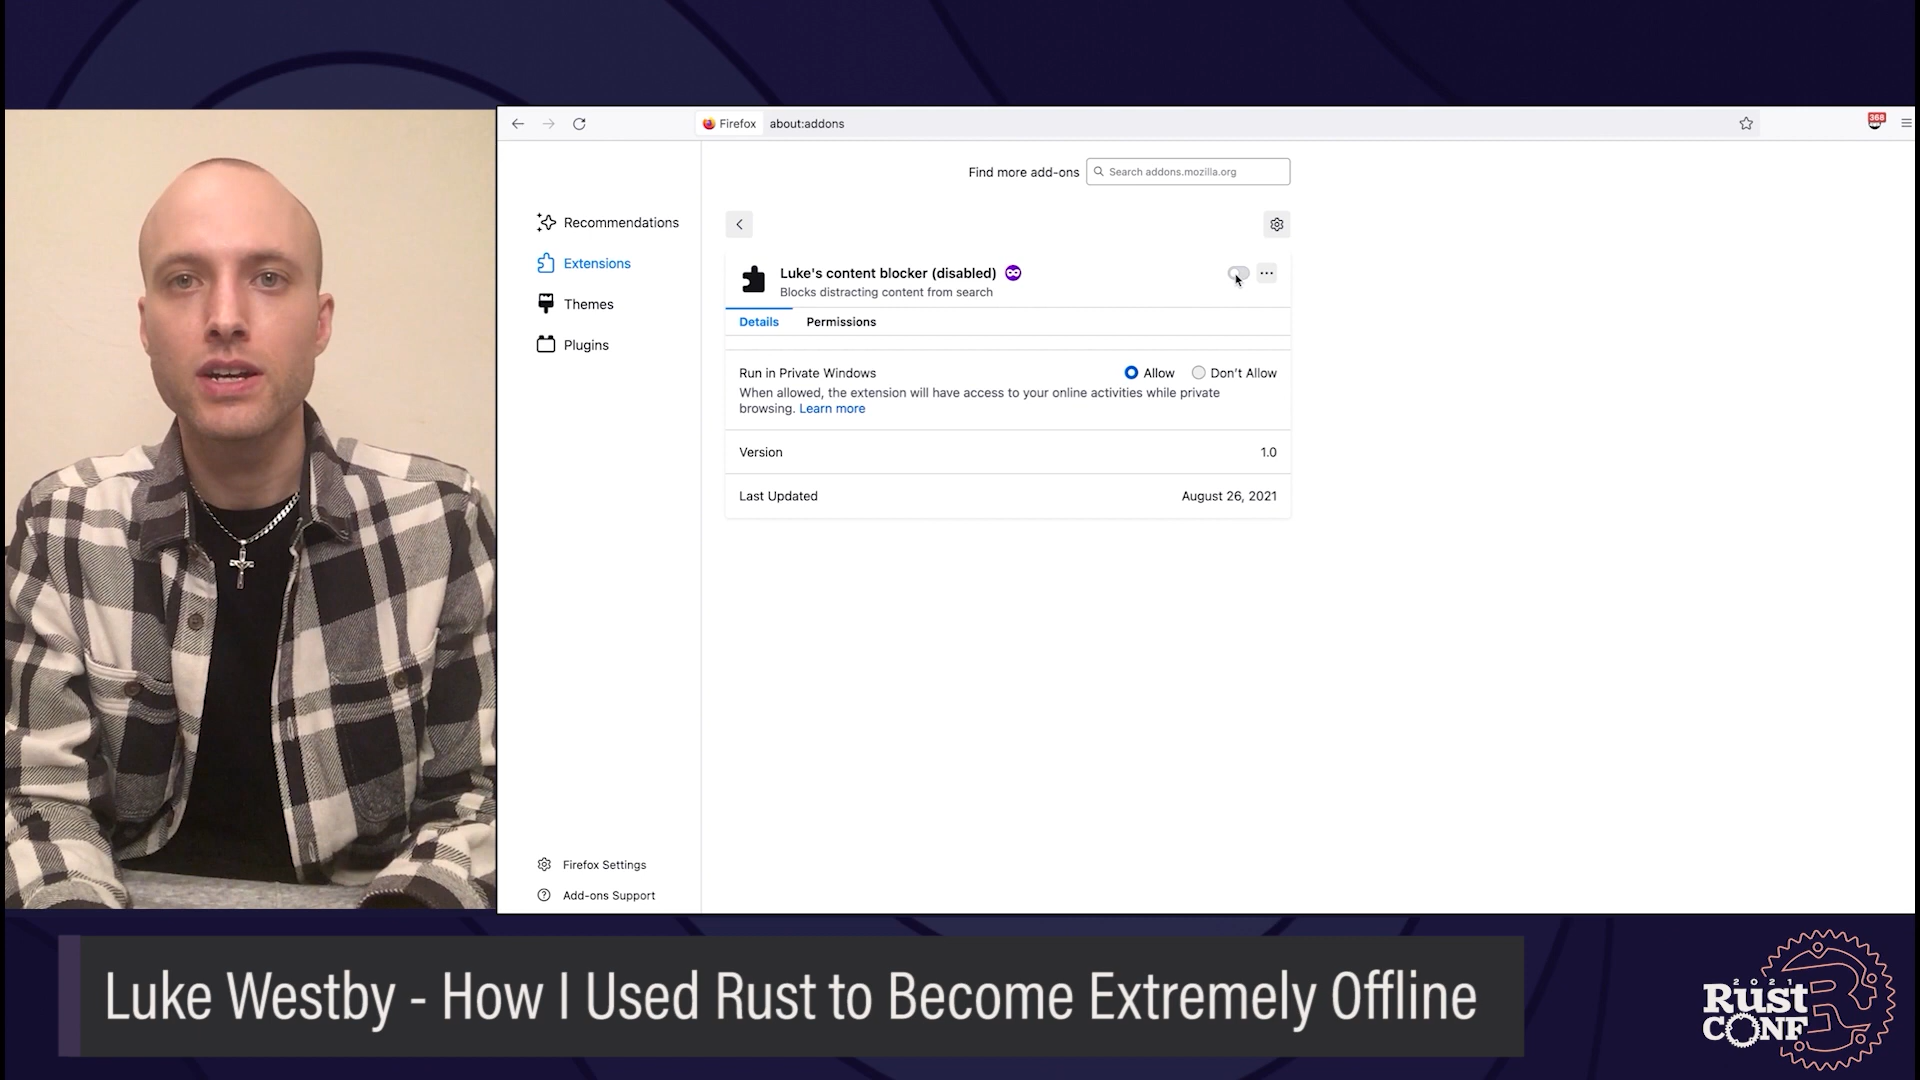 Firefox about:addons
368
Find more add-ons Search addons.mozilla.org
Recommendations
Extensions
Themes
Plugins
Luke's content blocker (disabled)
Blocks distracting content from search
Details Permissions
Run in Private Windows Allow Don't Allow
When allowed, the extension will have access to your online activities while private
browsing. Learn more
Version 1.0
Last Updated August 26, 2021
Firefox Settings
Add-ons Support
Luke Westby - How I Used Rust to Become Extremely Offline
2021
Rust
CONF
R